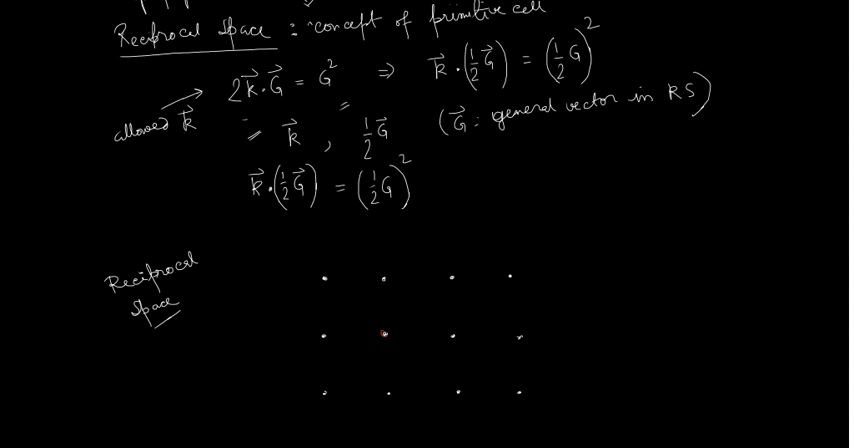 Reciprocal Space : concept of primitive cell
2k⃗·G⃗ = G² ⇒ k⃗·(½G⃗) = (½G)²
allowed k⃗
k⃗ , ½G⃗ (G⃗: general vector in RS)
k⃗·(½G⃗) = (½G)²
Reciprocal
Space